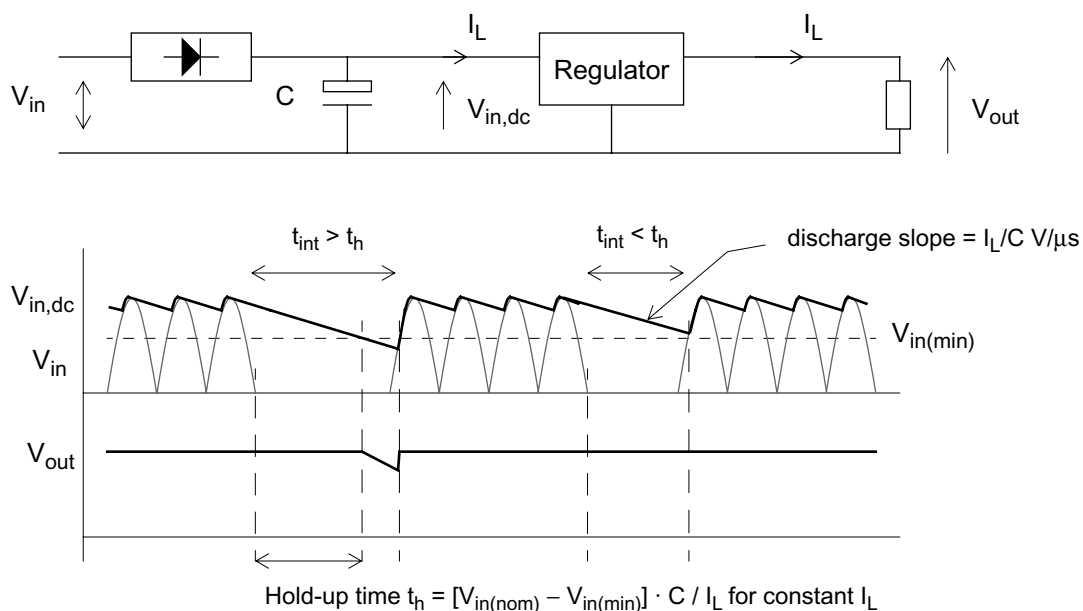 I_L
I_L
Regulator
V_in
C
V_in,dc
V_out
t_int > t_h
t_int < t_h
discharge slope = I_L/C V/μs
V_in,dc
V_in(min)
V_in
V_out
Hold-up time t_h = [V_in(nom) – V_in(min)] · C / I_L for constant I_L